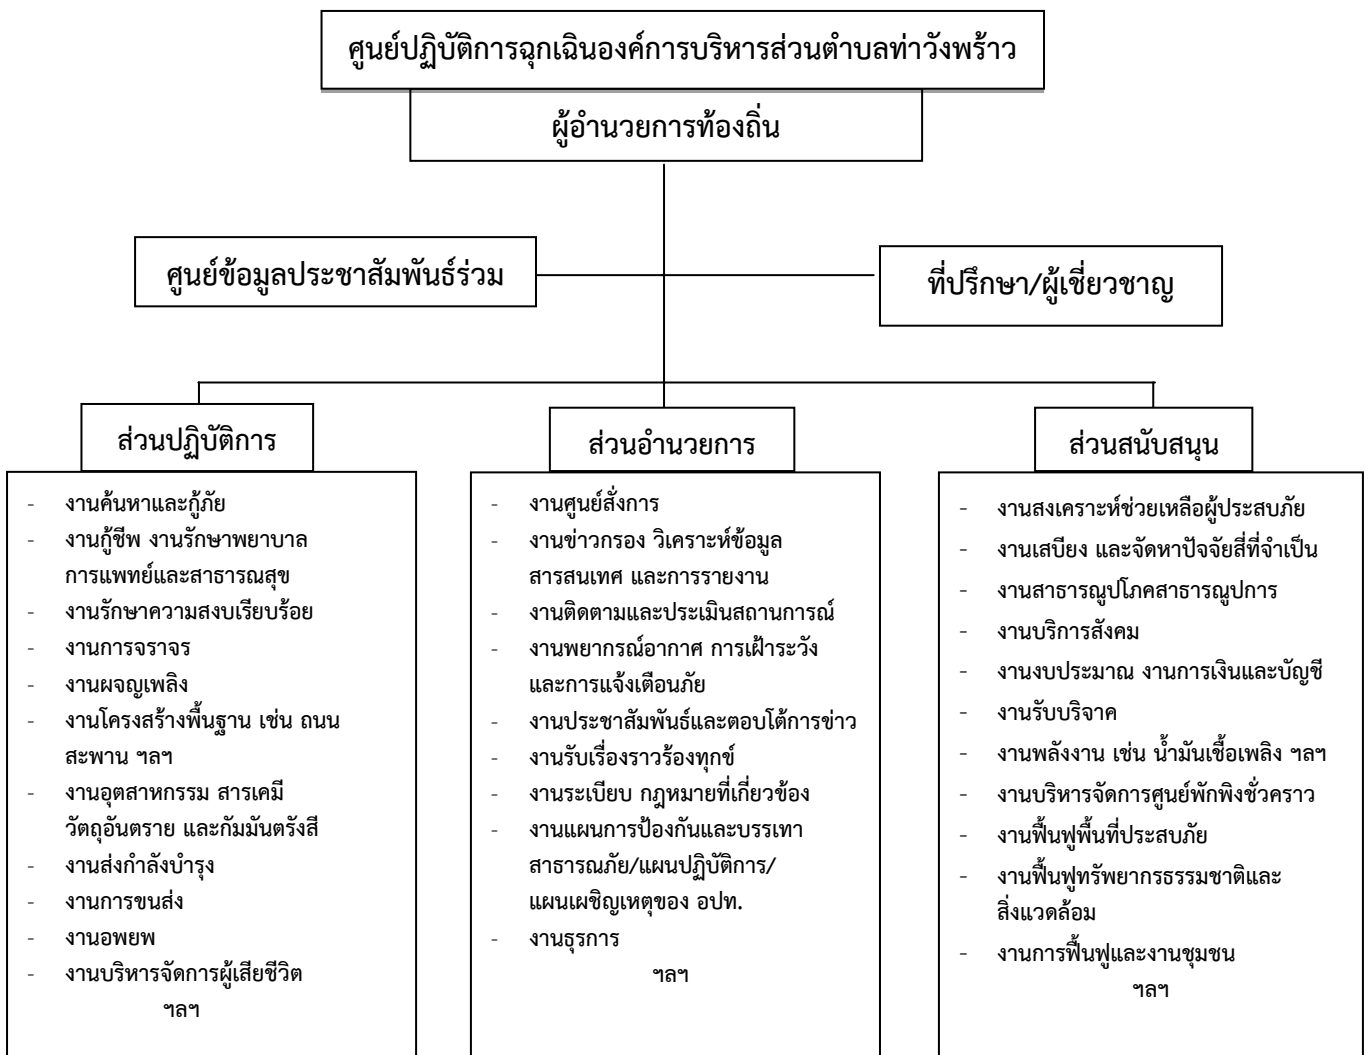 ศูนย์ปฏิบัติการฉุกเฉินองค์การบริหารส่วนตำบลท่าวังพร้าว
ผู้อำนวยการท้องถิ่น
ศูนย์ข้อมูลประชาสัมพันธ์ร่วม
ที่ปรึกษา/ผู้เชี่ยวชาญ
ส่วนปฏิบัติการ
- งานค้นหาและกู้ภัย
- งานกู้ชีพ งานรักษาพยาบาล
การแพทย์และสาธารณสุข
- งานรักษาความสงบเรียบร้อย
- งานการจราจร
- งานผจญเพลิง
- งานโครงสร้างพื้นฐาน เช่น ถนน
สะพาน ฯลฯ
- งานอุตสาหกรรม สารเคมี
วัตถุอันตราย และกัมมันตรังสี
- งานส่งกำลังบำรุง
- งานการขนส่ง
- งานอพยพ
- งานบริหารจัดการผู้เสียชีวิต
ฯลฯ
ส่วนอำนวยการ
- งานศูนย์สั่งการ
- งานข่าวกรอง วิเคราะห์ข้อมูล
สารสนเทศ และการรายงาน
- งานติดตามและประเมินสถานการณ์
- งานพยากรณ์อากาศ การเฝ้าระวัง
และการแจ้งเตือนภัย
- งานประชาสัมพันธ์และตอบโต้การข่าว
- งานรับเรื่องราวร้องทุกข์
- งานระเบียบ กฎหมายที่เกี่ยวข้อง
- งานแผนการป้องกันและบรรเทา
สาธารณภัย/แผนปฏิบัติการ/
แผนเผชิญเหตุของ อปท.
- งานธุรการ
ฯลฯ
ส่วนสนับสนุน
- งานสงเคราะห์ช่วยเหลือผู้ประสบภัย
- งานเสบียง และจัดหาปัจจัยสี่ที่จำเป็น
- งานสาธารณูปโภคสาธารณูปการ
- งานบริการสังคม
- งานงบประมาณ งานการเงินและบัญชี
- งานรับบริจาค
- งานพลังงาน เช่น น้ำมันเชื้อเพลิง ฯลฯ
- งานบริหารจัดการศูนย์พักพิงชั่วคราว
- งานฟื้นฟูพื้นที่ประสบภัย
- งานฟื้นฟูทรัพยากรธรรมชาติและ
สิ่งแวดล้อม
- งานการฟื้นฟูและงานชุมชน
ฯลฯ